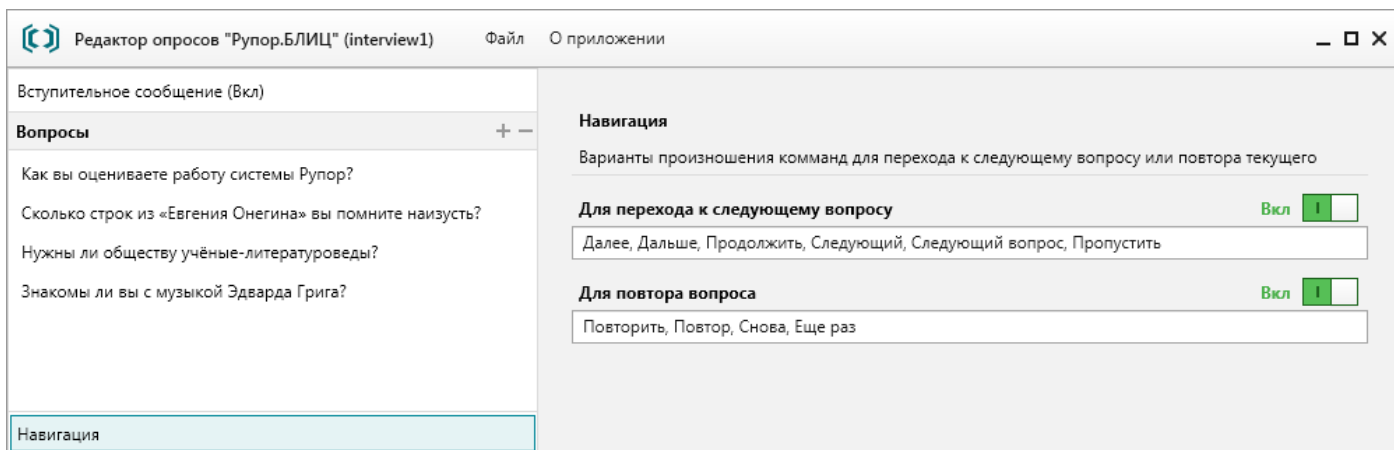 Редактор опросов "Рупор.БЛИЦ" (interview1) Файл О приложении
Вступительное сообщение (Вкл)
Вопросы
Как вы оцениваете работу системы Рупор?
Сколько строк из «Евгения Онегина» вы помните наизусть?
Нужны ли обществу учёные-литературоведы?
Знакомы ли вы с музыкой Эдварда Грига?
Навигация
Навигация
Варианты произношения комманд для перехода к следующему вопросу или повтора текущего
Для перехода к следующему вопросу Вкл
Далее, Дальше, Продолжить, Следующий, Следующий вопрос, Пропустить
Для повтора вопроса Вкл
Повторить, Повтор, Снова, Еще раз